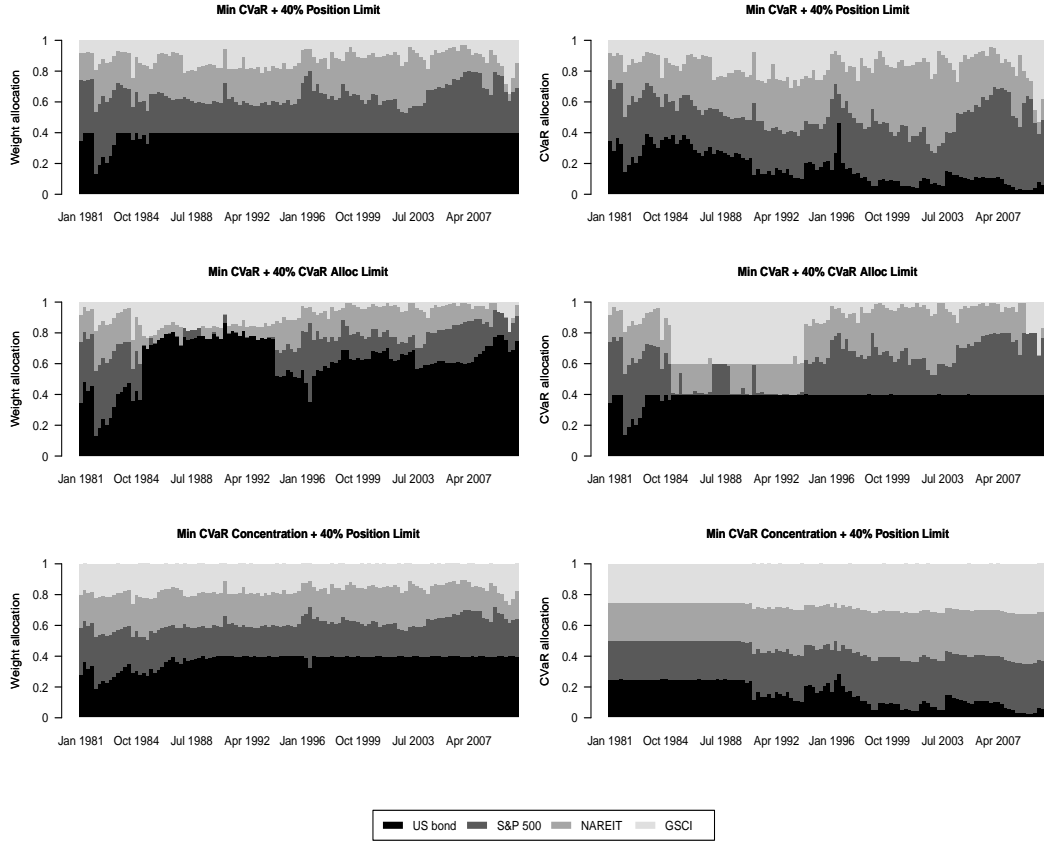 Min CVaR + 40% Position Limit
Weight allocation
1
0.8
0.6
0.4
0.2
0
Jan 1981 Oct 1984 Jul 1988 Apr 1992 Jan 1996 Oct 1999 Jul 2003 Apr 2007
Min CVaR + 40% Position Limit
CVaR allocation
1
0.8
0.6
0.4
0.2
0
Jan 1981 Oct 1984 Jul 1988 Apr 1992 Jan 1996 Oct 1999 Jul 2003 Apr 2007
Min CVaR + 40% CVaR Alloc Limit
Weight allocation
1
0.8
0.6
0.4
0.2
0
Jan 1981 Oct 1984 Jul 1988 Apr 1992 Jan 1996 Oct 1999 Jul 2003 Apr 2007
Min CVaR + 40% CVaR Alloc Limit
CVaR allocation
1
0.8
0.6
0.4
0.2
0
Jan 1981 Oct 1984 Jul 1988 Apr 1992 Jan 1996 Oct 1999 Jul 2003 Apr 2007
Min CVaR Concentration + 40% Position Limit
Weight allocation
1
0.8
0.6
0.4
0.2
0
Jan 1981 Oct 1984 Jul 1988 Apr 1992 Jan 1996 Oct 1999 Jul 2003 Apr 2007
Min CVaR Concentration + 40% Position Limit
CVaR allocation
1
0.8
0.6
0.4
0.2
0
Jan 1981 Oct 1984 Jul 1988 Apr 1992 Jan 1996 Oct 1999 Jul 2003 Apr 2007
US bond S&P 500 NAREIT GSCI